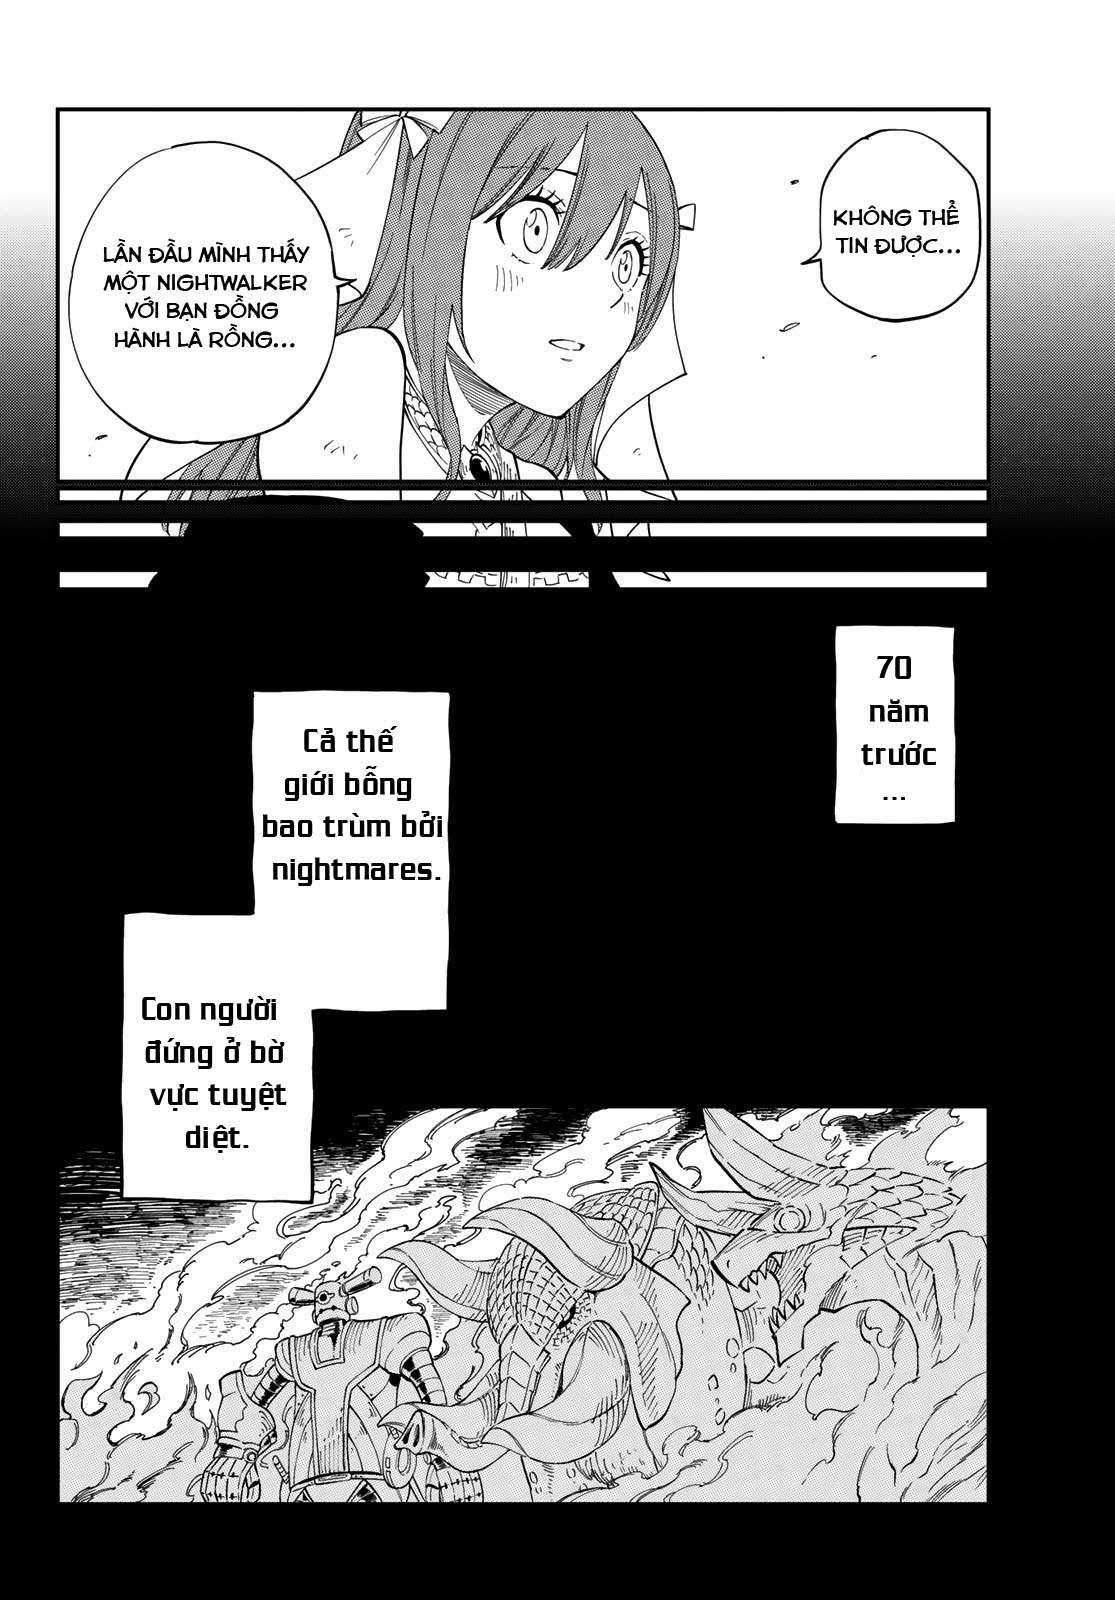 KHÔNG THỂ
TIN ĐƯỢC...
LẦN ĐẦU MÌNH THẤY
MỘT NIGHTWALKER
VỚI BẠN ĐỒNG
HÀNH LÀ RỒNG...
70
năm
trước
...
Cả thế
giới bỗng
bao trùm bởi
nightmares.
Con người
đứng ở bờ
vực tuyệt
diệt.